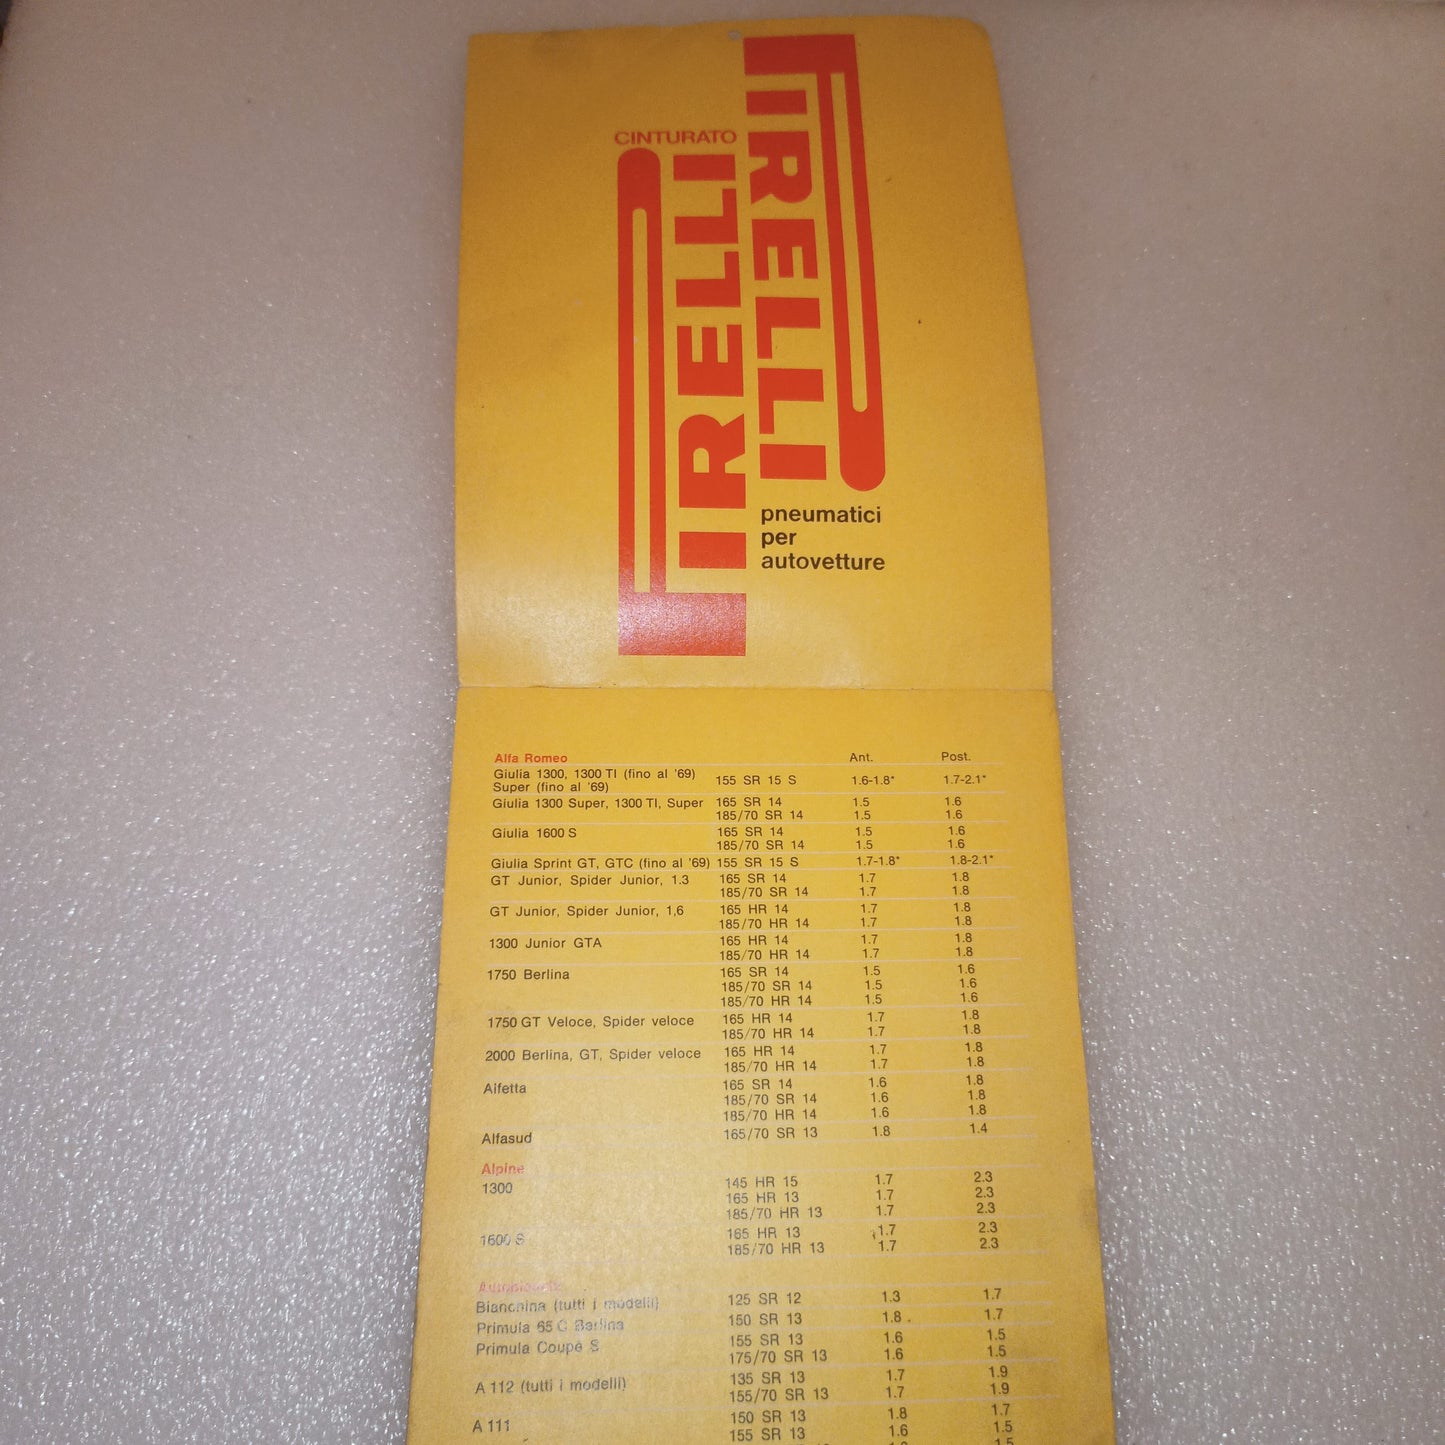 CINTURATO
PIRELLI
PIRELLI
pneumatici
per
autovetture
Alfa Romeo Ant. Post.
Giulia 1300, 1300 TI (fino al '69)
Super (fino al '69) 155 SR 15 S 1.6-1.8* 1.7-2.1*
Giulia 1300 Super, 1300 TI, Super 165 SR 14 1.5 1.6
185/70 SR 14 1.5 1.6
Giulia 1600 S 165 SR 14 1.5 1.6
185/70 SR 14 1.5 1.6
Giulia Sprint GT, GTC (fino al '69) 155 SR 15 S 1.7-1.8* 1.8-2.1*
GT Junior, Spider Junior, 1.3 165 SR 14 1.7 1.8
185/70 SR 14 1.7 1.8
GT Junior, Spider Junior, 1,6 165 HR 14 1.7 1.8
185/70 HR 14 1.7 1.8
1300 Junior GTA 165 HR 14 1.7 1.8
185/70 HR 14 1.7 1.8
1750 Berlina 165 SR 14 1.5 1.6
185/70 SR 14 1.5 1.6
185/70 HR 14 1.5 1.6
1750 GT Veloce, Spider veloce 165 HR 14 1.7 1.8
185/70 HR 14 1.7 1.8
2000 Berlina, GT, Spider veloce 165 HR 14 1.7 1.8
185/70 HR 14 1.7 1.8
Alfetta 165 SR 14 1.6 1.8
185/70 SR 14 1.6 1.8
185/70 HR 14 1.6 1.8
Alfasud 165/70 SR 13 1.8 1.4
Alpine
1300 145 HR 15 1.7 2.3
165 HR 13 1.7 2.3
185/70 HR 13 1.7 2.3
1600 S 165 HR 13 1.7 2.3
185/70 HR 13 1.7 2.3
Autobianchi
Bianchina (tutti i modelli) 125 SR 12 1.3 1.7
Primula 65 C Berlina 150 SR 13 1.8 1.7
Primula Coupé S 155 SR 13 1.6 1.5
175/70 SR 13 1.6 1.5
A 112 (tutti i modelli) 135 SR 13 1.7 1.9
155/70 SR 13 1.7 1.9
A 111 150 SR 13 1.8 1.7
155 SR 13 1.6 1.5
1.5